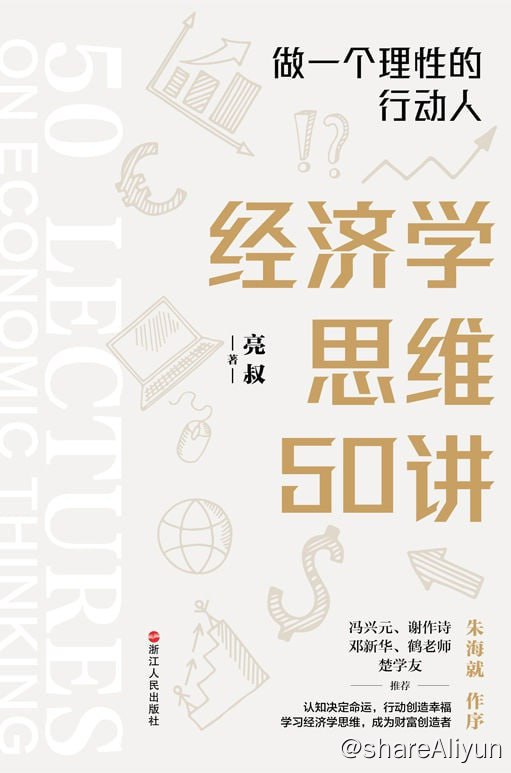 做一个理性的
行动人
经济学
思维
50讲
亮叔
著
50 LECTURES
ON ECONOMIC THINKING
冯兴元、谢作诗
邓新华、鹤老师
楚学友
推荐
朱海就 作序
认知决定命运，行动创造幸福
学习经济学思维，成为财富创造者
浙江人民出版社
@shareAliyun